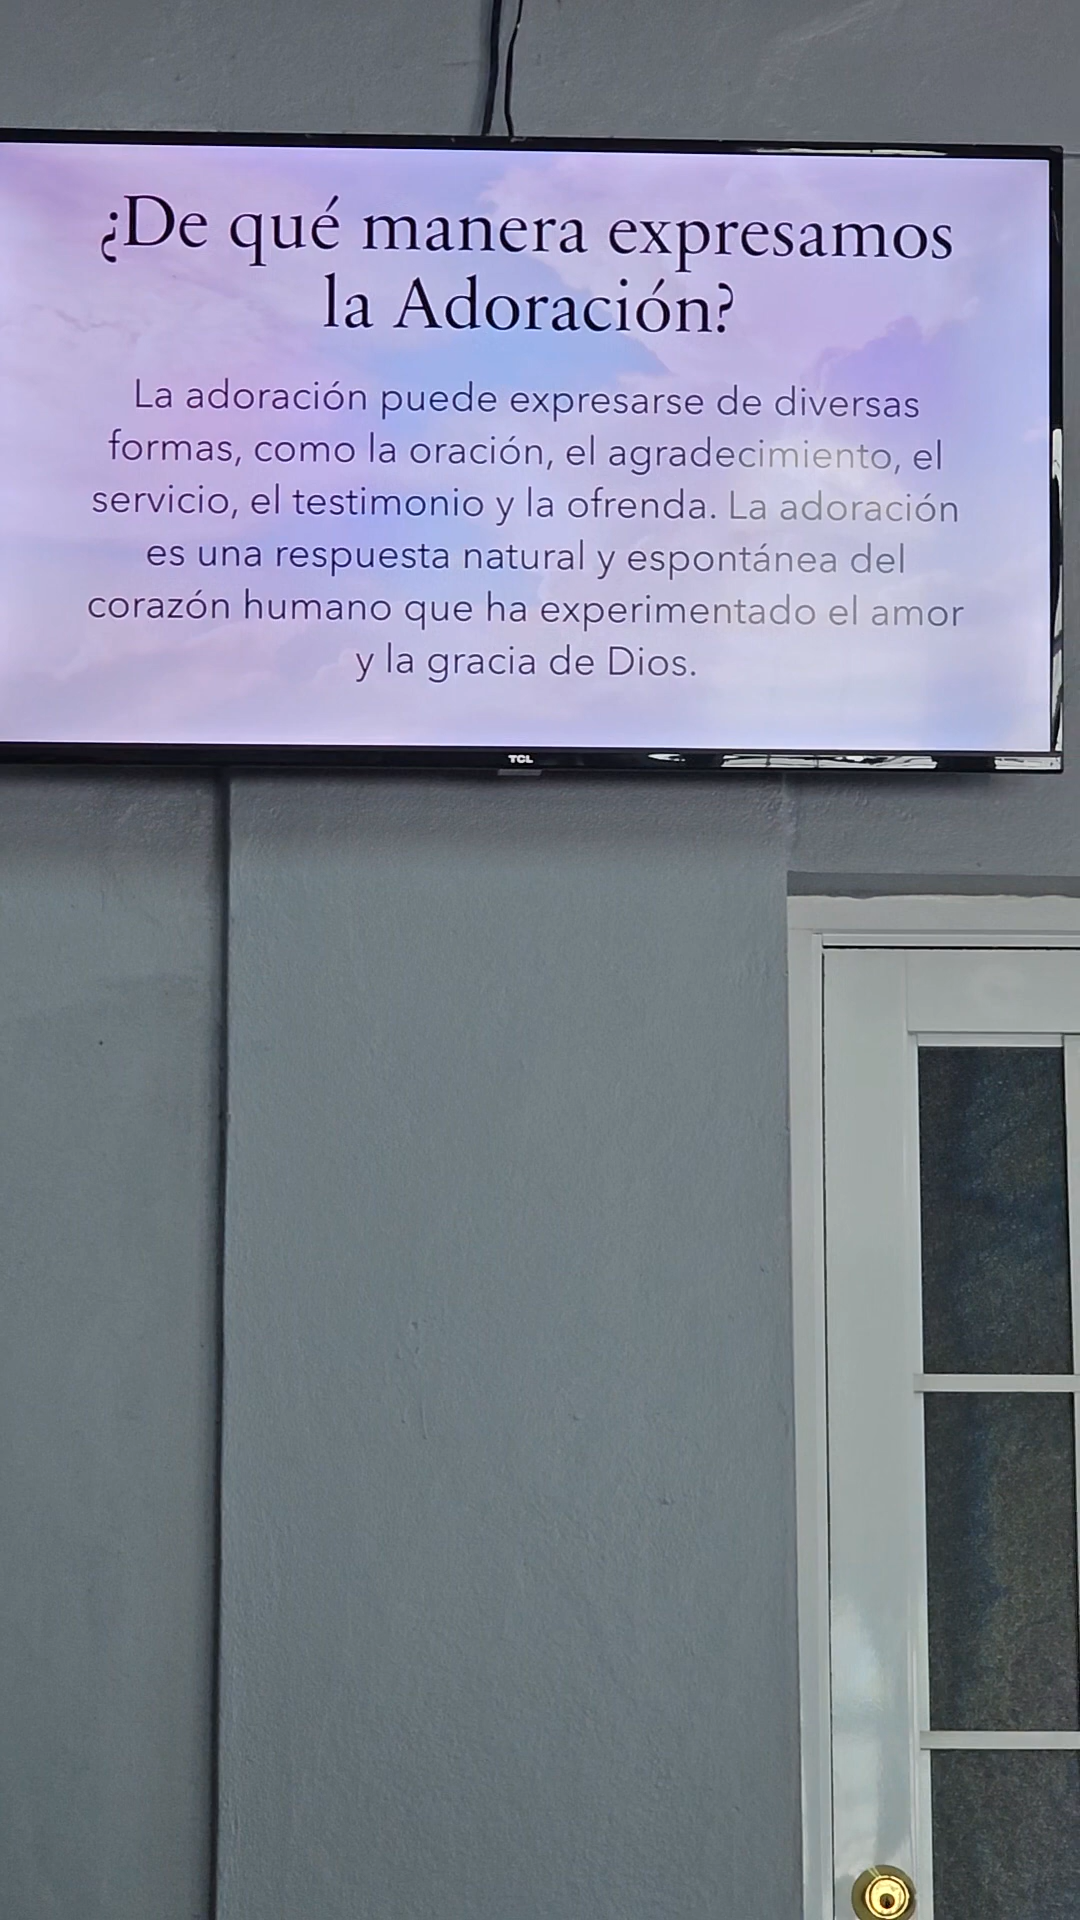 ¿De qué manera expresamos
la Adoración?
La adoración puede expresarse de diversas
formas, como la oración, el agradecimiento, el
servicio, el testimonio y la ofrenda. La adoración
es una respuesta natural y espontánea del
corazón humano que ha experimentado el amor
y la gracia de Dios.
TCL